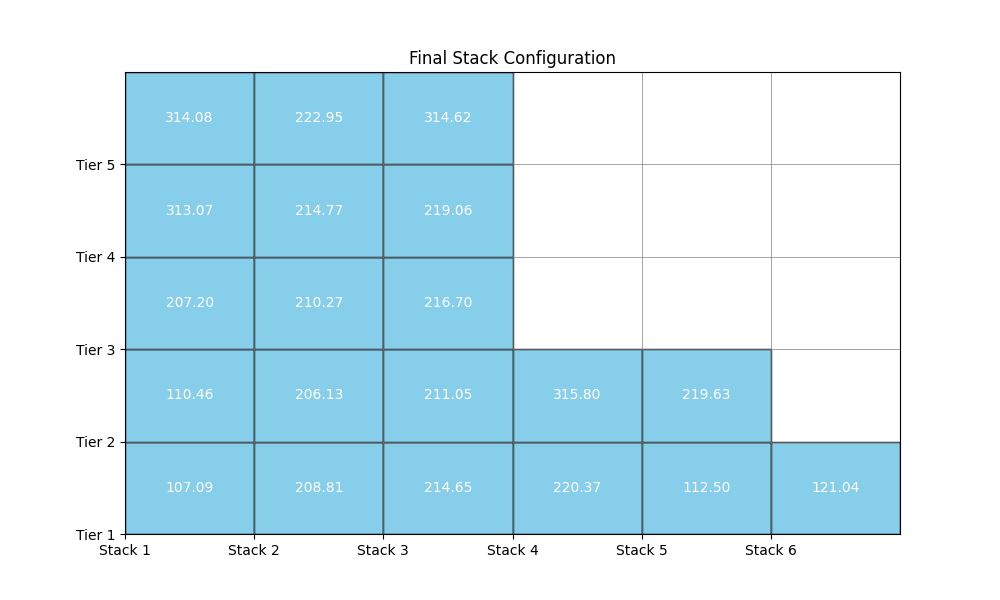 Final Stack Configuration
314.08 222.95 314.62
Tier 5
313.07 214.77 219.06
Tier 4
207.20 210.27 216.70
Tier 3
110.46 206.13 211.05 315.80 219.63
Tier 2
107.09 208.81 214.65 220.37 112.50 121.04
Tier 1
Stack 1 Stack 2 Stack 3 Stack 4 Stack 5 Stack 6